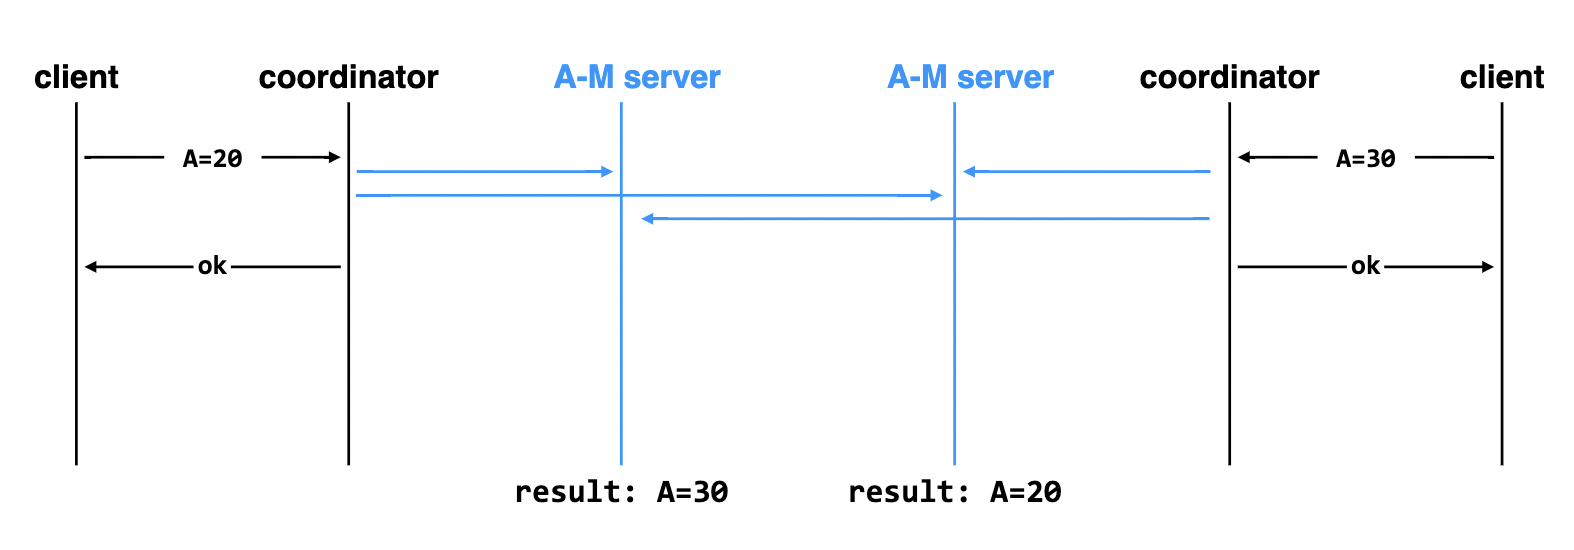 client coordinator A-M server A-M server coordinator client
A=20 A=30
ok ok
result: A=30 result: A=20